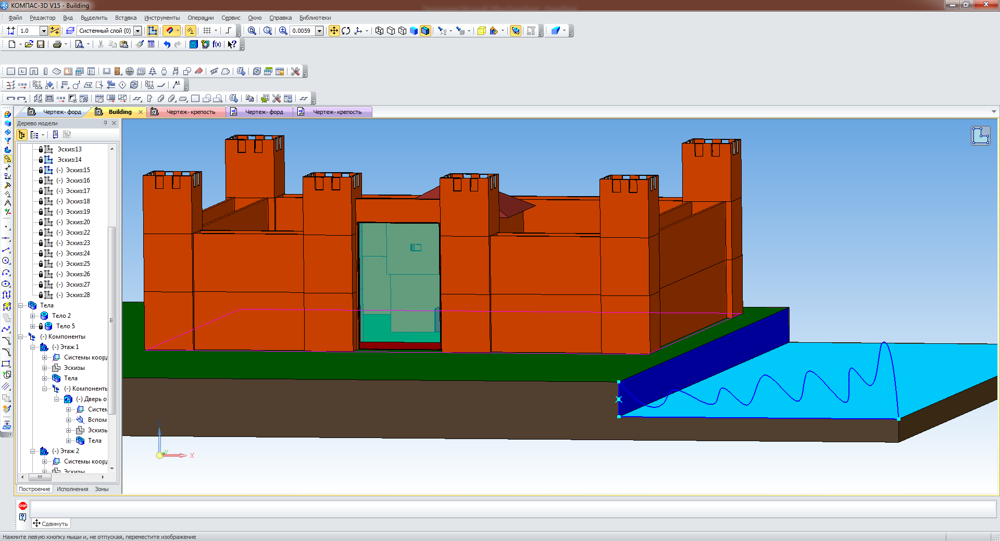 КОМПАС-3D V15 - Building
Файл Редактор Вид Выделить Вставка Инструменты Операции Сервис Окно Справка Библиотеки
1.0 Системный слой (0) 0.0059
f(x)
A1
Чертеж- форд Building Чертеж- крепость Чертеж- форд Чертеж- крепость
Дерево модели
Эскиз:13
Эскиз:14
(-) Эскиз:15
(-) Эскиз:16
(-) Эскиз:17
(-) Эскиз:18
(-) Эскиз:19
(-) Эскиз:20
(-) Эскиз:22
(-) Эскиз:23
(-) Эскиз:24
(-) Эскиз:25
(-) Эскиз:26
(-) Эскиз:27
(-) Эскиз:28
Тела
Тело 2
Тело 5
(-) Компоненты
(-) Этаж 1
Системы коорд
Эскизы
Тела
(-) Компоненты
(-) Дверь о
Систем
Вспом
Эскизы
Тела
(-) Этаж 2
Системы коорд
Эскизы
Построение Исполнения Зоны
Z
Y
X
STOP
Сдвинуть
Нажмите левую кнопку мыши и, не отпуская, переместите изображение